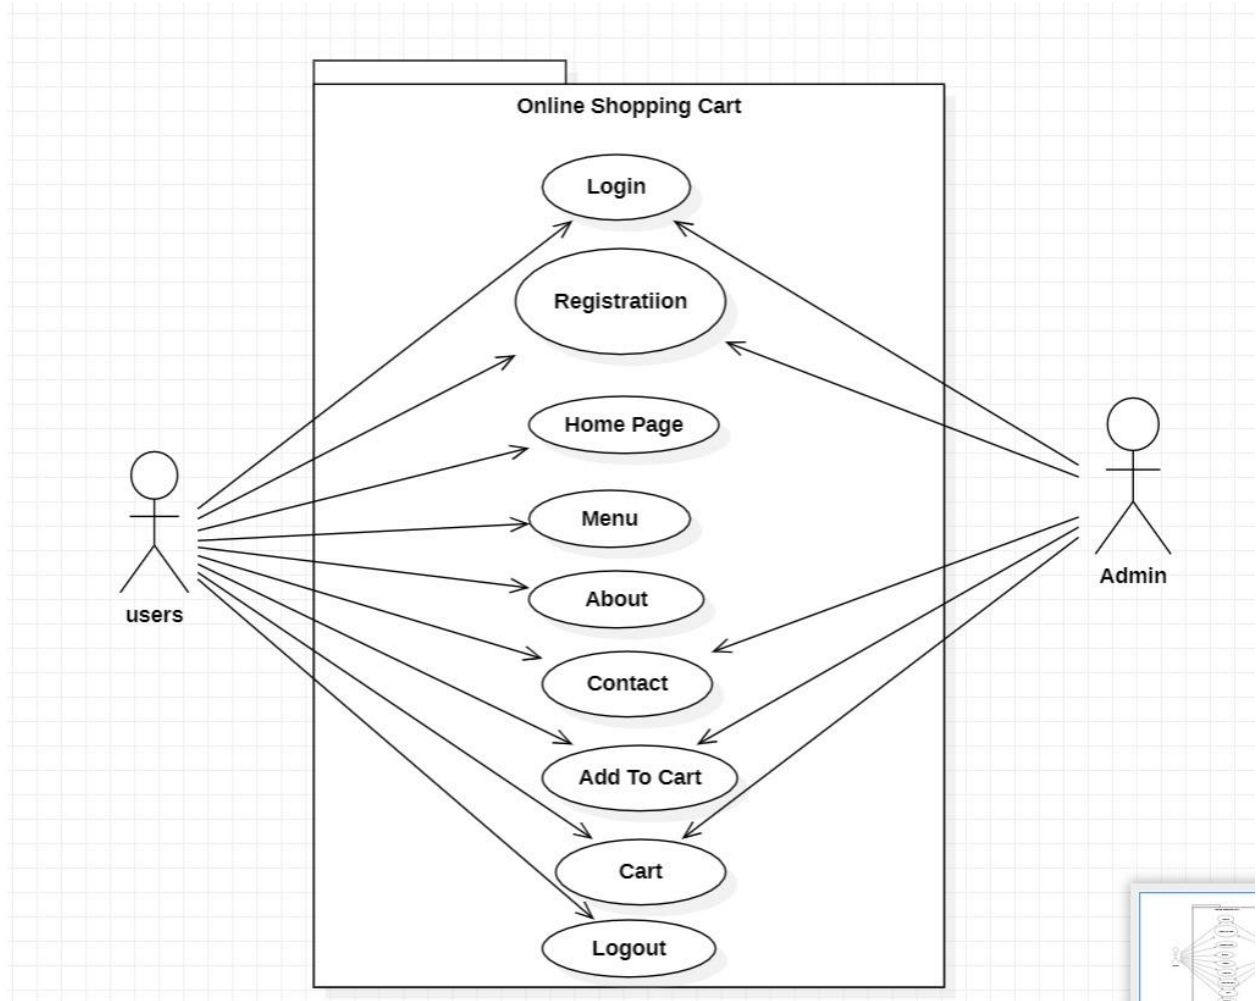 Online Shopping Cart
Login
Registratiion
Home Page
Menu
About
Contact
Add To Cart
Cart
Logout
users
Admin